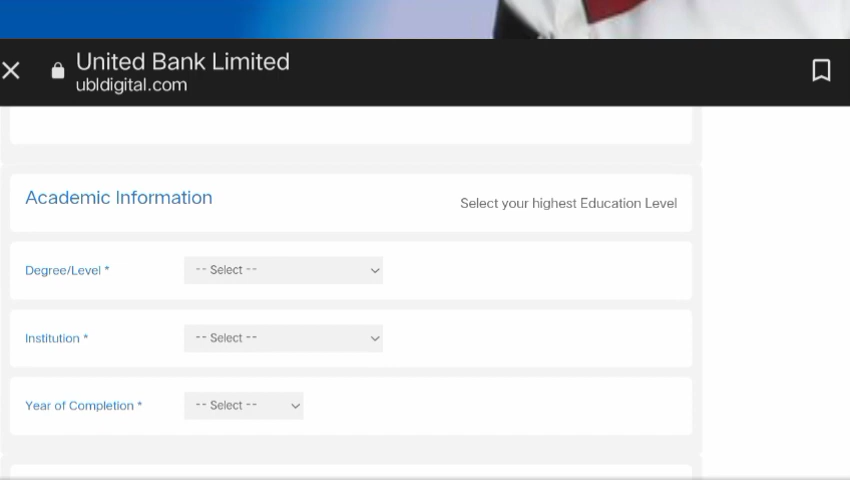 United Bank Limited
ubldigital.com
Academic Information
Select your highest Education Level
Degree/Level *
-- Select --
Institution *
-- Select --
Year of Completion *
-- Select --